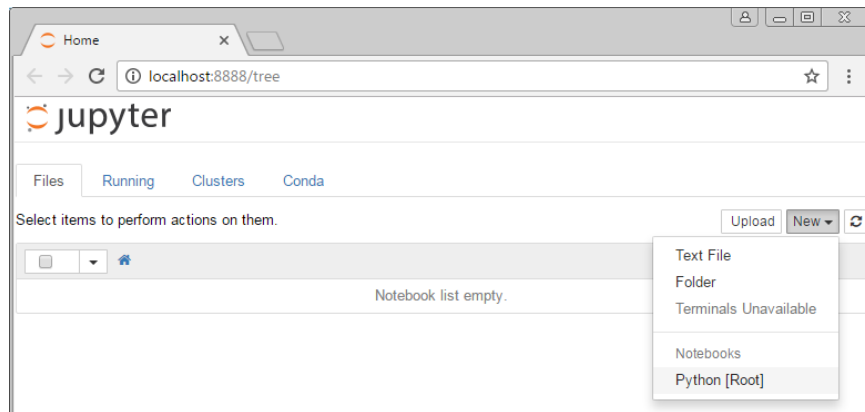 Home
localhost:8888/tree
jupyter
Files Running Clusters Conda
Select items to perform actions on them.
Upload New
Text File
Folder
Terminals Unavailable
Notebook list empty.
Notebooks
Python [Root]